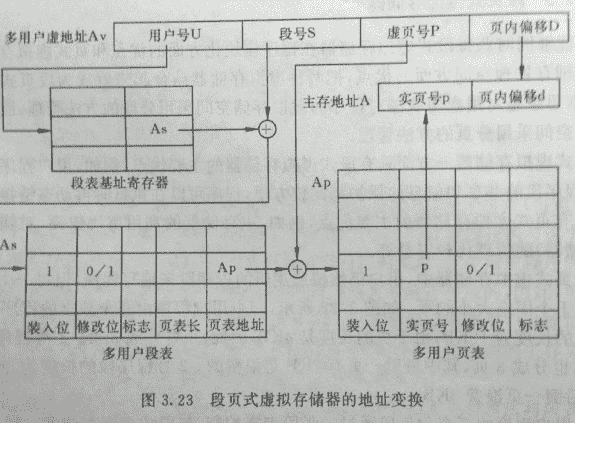 多用户虚地址Av
用户号U
段号S
虚页号P
页内偏移D
主存地址A
实页号p
页内偏移d
As
段表基址寄存器
Ap
As
1
0/1
Ap
1
p
0/1
装入位
修改位
标志
页表长
页表地址
装入位
实页号
修改位
标志
多用户段表
多用户页表
图 3.23 段页式虚拟存储器的地址变换